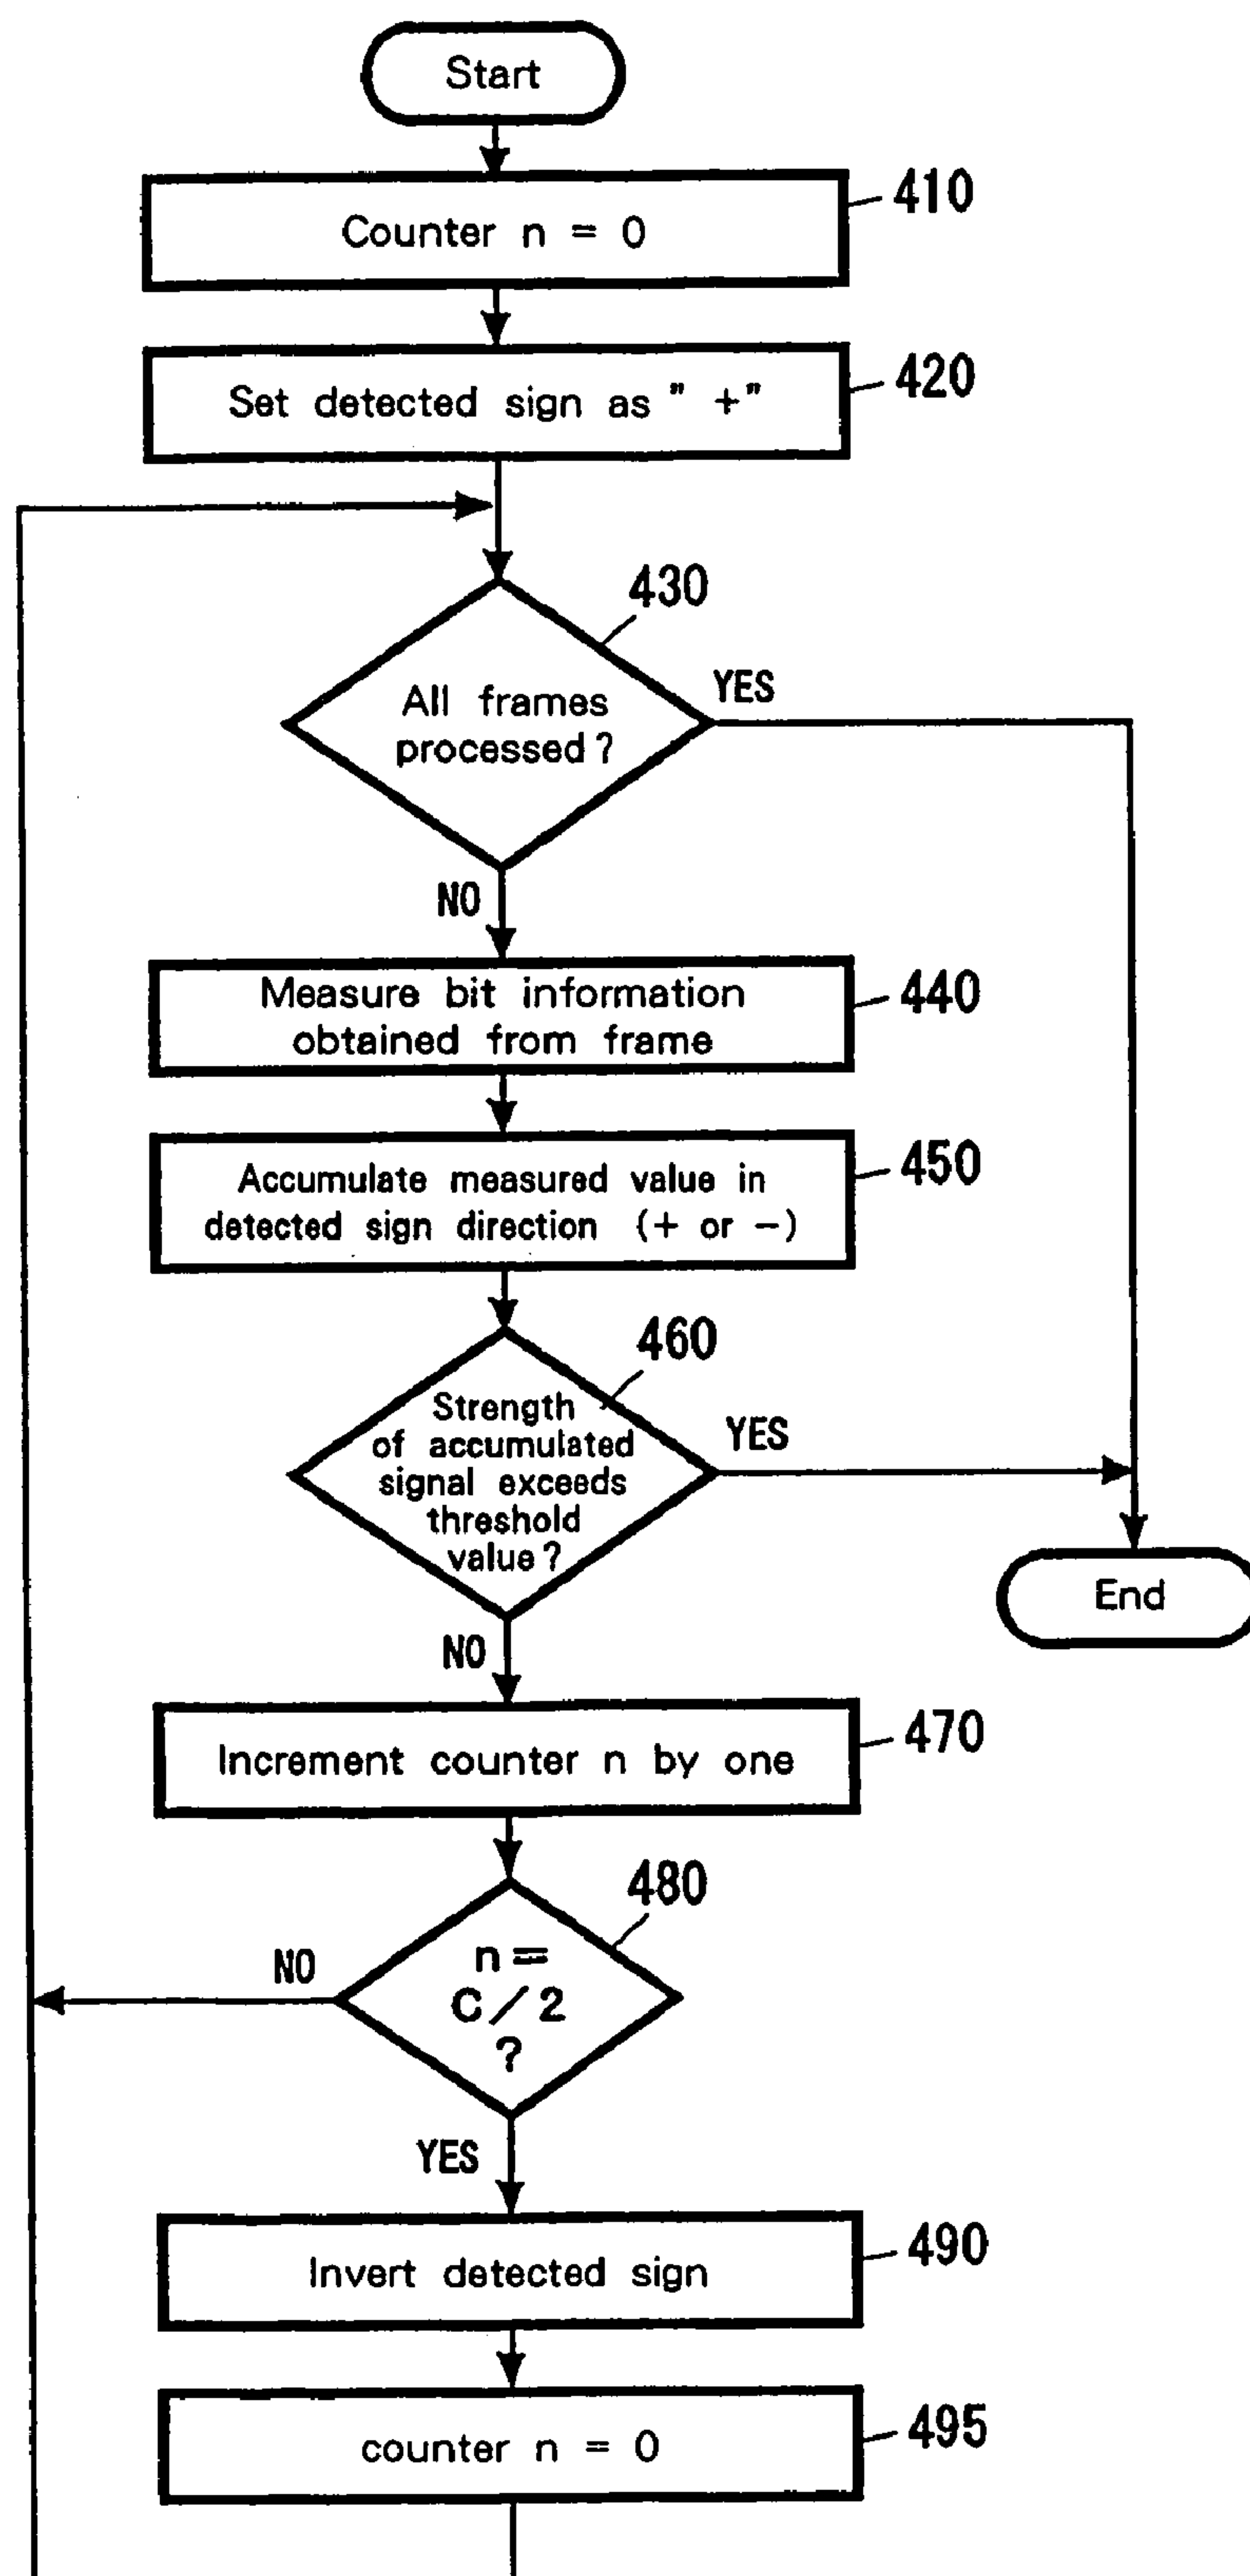 Start
410
Counter n = 0
420
Set detected sign as " +"
430
All frames
processed ?
YES
NO
440
Measure bit information
obtained from frame
450
Accumulate measured value in
detected sign direction (+ or −)
460
Strength
of accumulated
signal exceeds
threshold
value ?
YES
End
NO
470
Increment counter n by one
480
n =
C / 2
?
NO
YES
490
Invert detected sign
495
counter n = 0